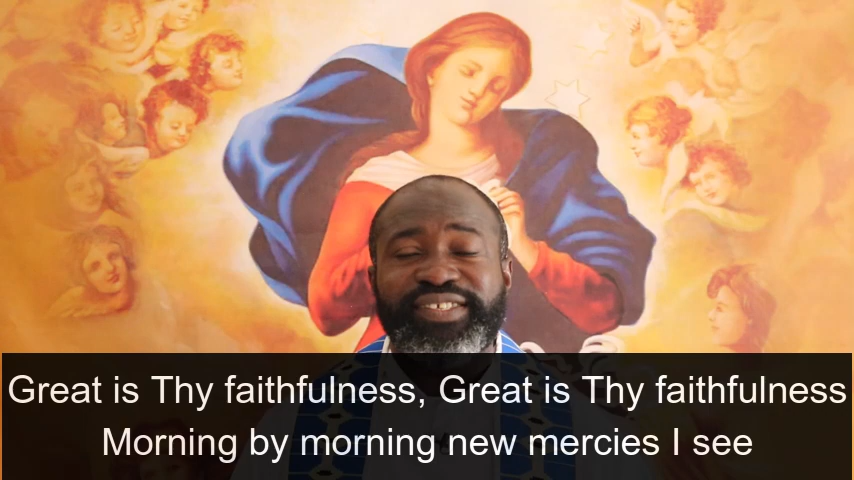 Great is Thy faithfulness, Great is Thy faithfulness
Morning by morning new mercies I see